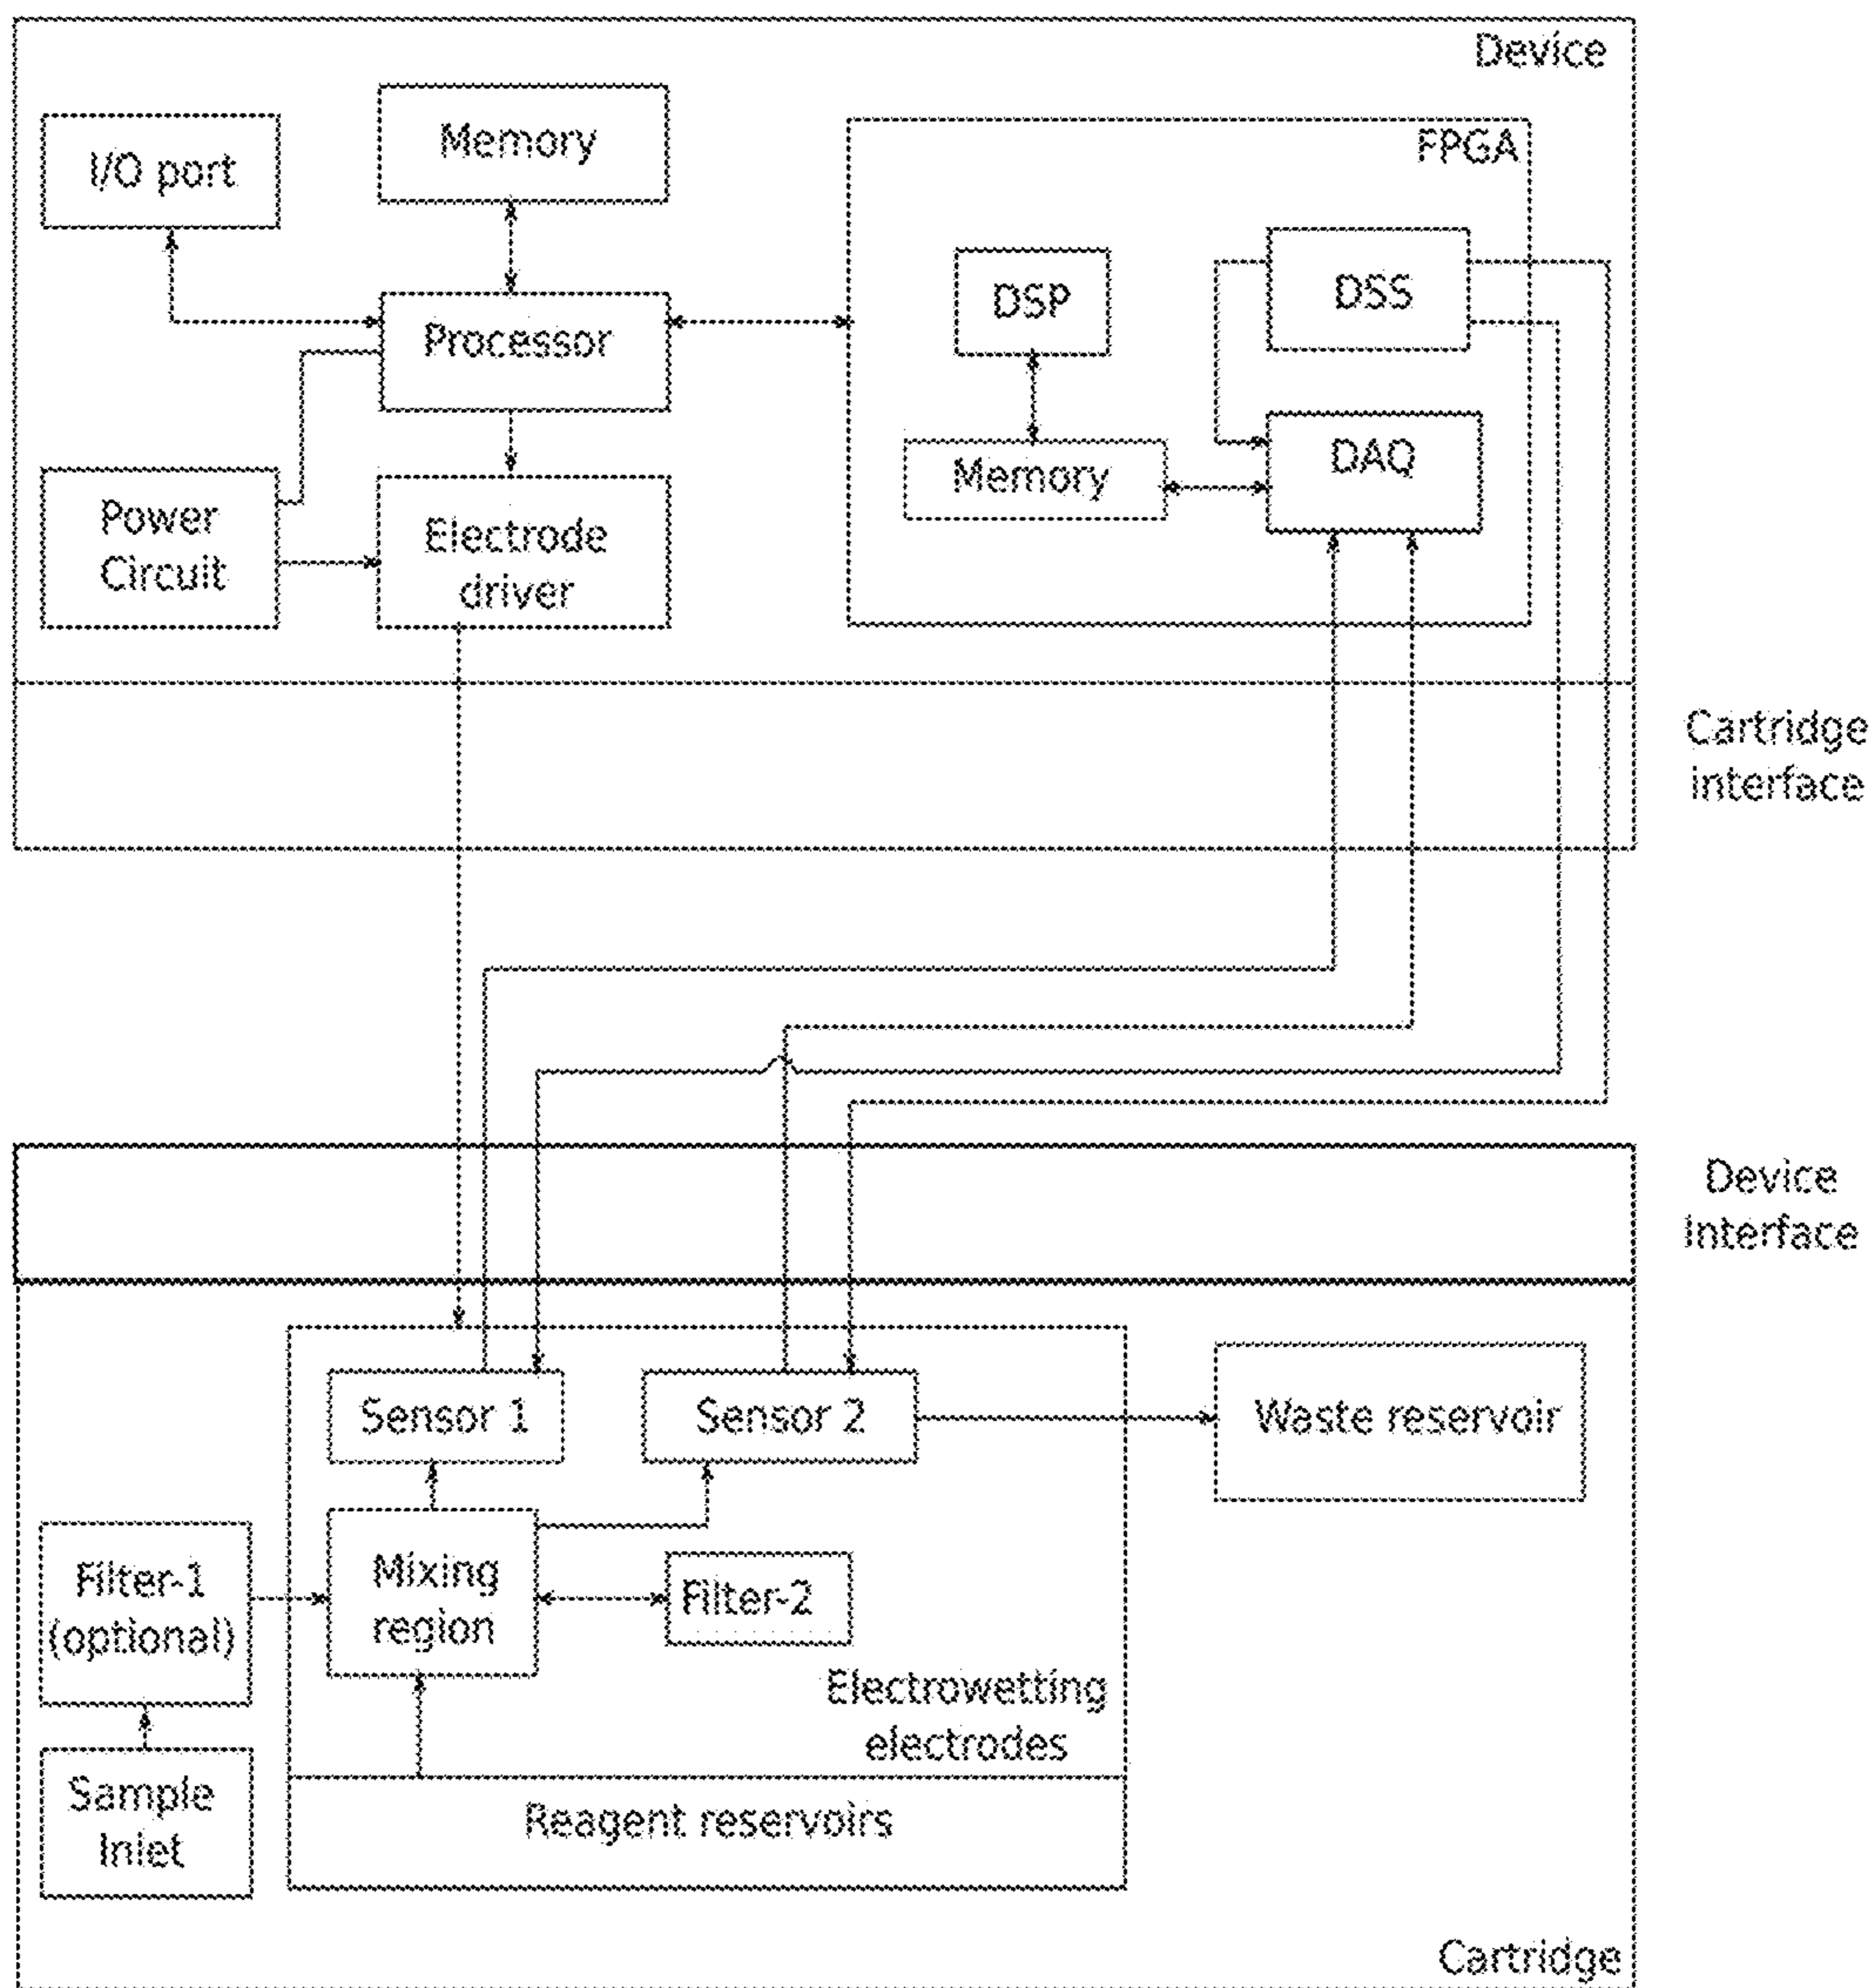 Device
Memory
I/O port
FPGA
DSP
DSS
Processor
DAQ
Memory
Power
Circuit
Electrode
driver
Cartridge
interface
Device
Interface
Sensor 1
Sensor 2
Waste reservoir
Filter-1
(optional)
Mixing
region
Filter-2
Electrowetting
electrodes
Sample
Inlet
Reagent reservoirs
Cartridge